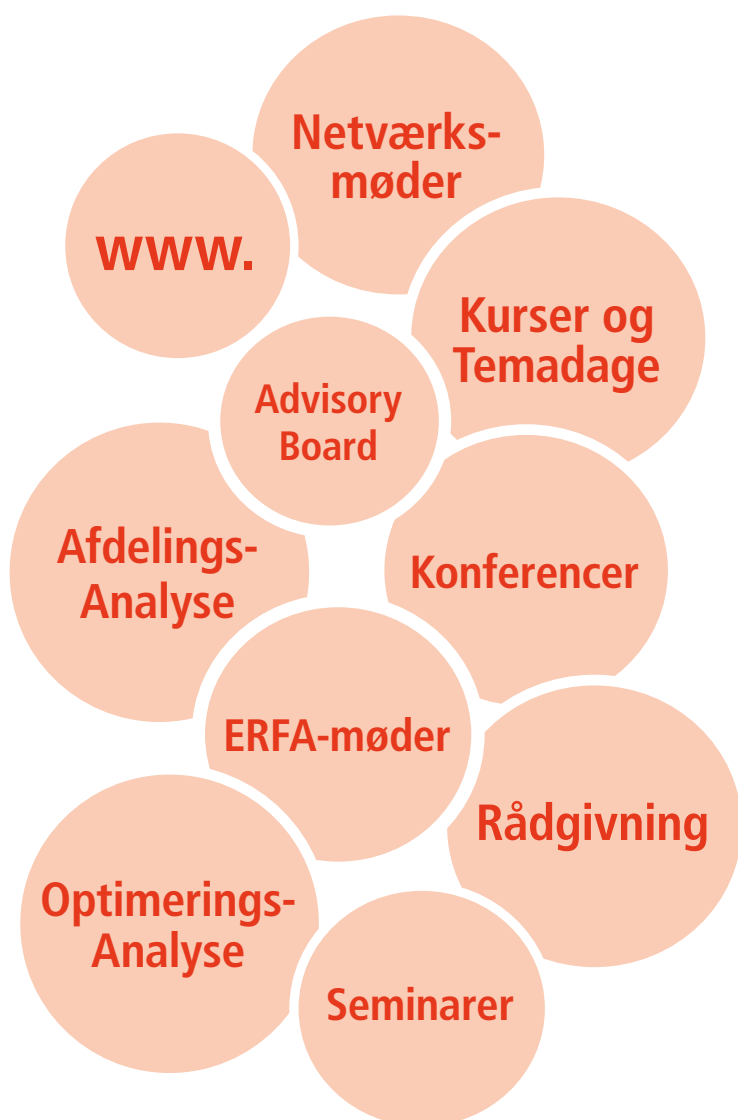 Netværks-
møder
www.
Kurser og
Temadage
Advisory
Board
Afdelings-
Analyse
Konferencer
ERFA-møder
Rådgivning
Optimerings-
Analyse
Seminarer